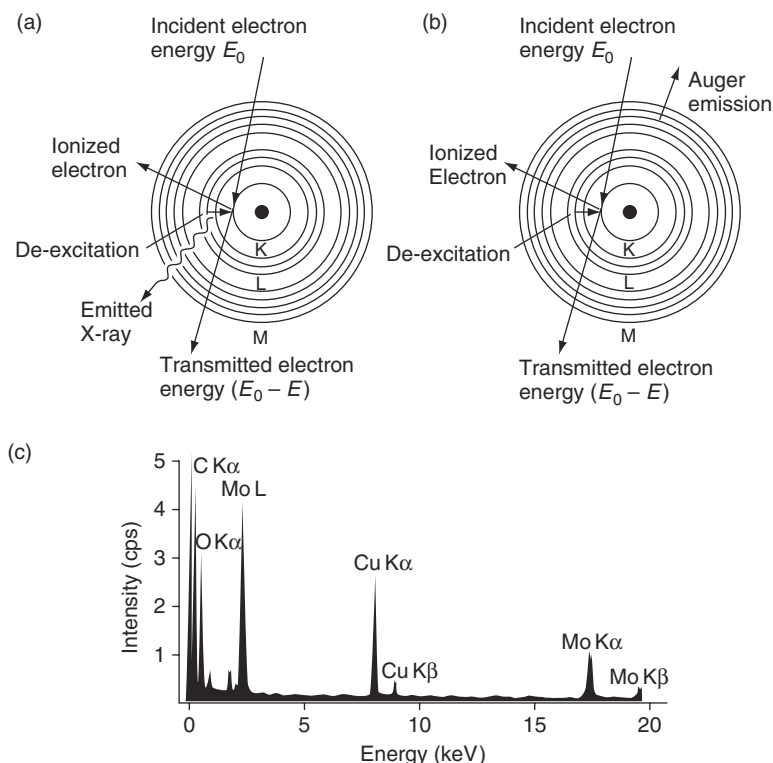 (a)
Incident electron
energy E₀
Ionized
electron
De-excitation
Emitted
X-ray
K
L
M
Transmitted electron
energy (E₀ – E)
(b)
Incident electron
energy E₀
Auger
emission
Ionized
Electron
De-excitation
K
L
M
Transmitted electron
energy (E₀ – E)
(c)
Intensity (cps)
5
4
3
2
1
C Kα
Mo L
O Kα
Cu Kα
Cu Kβ
Mo Kα
Mo Kβ
0 5 10 15 20
Energy (keV)